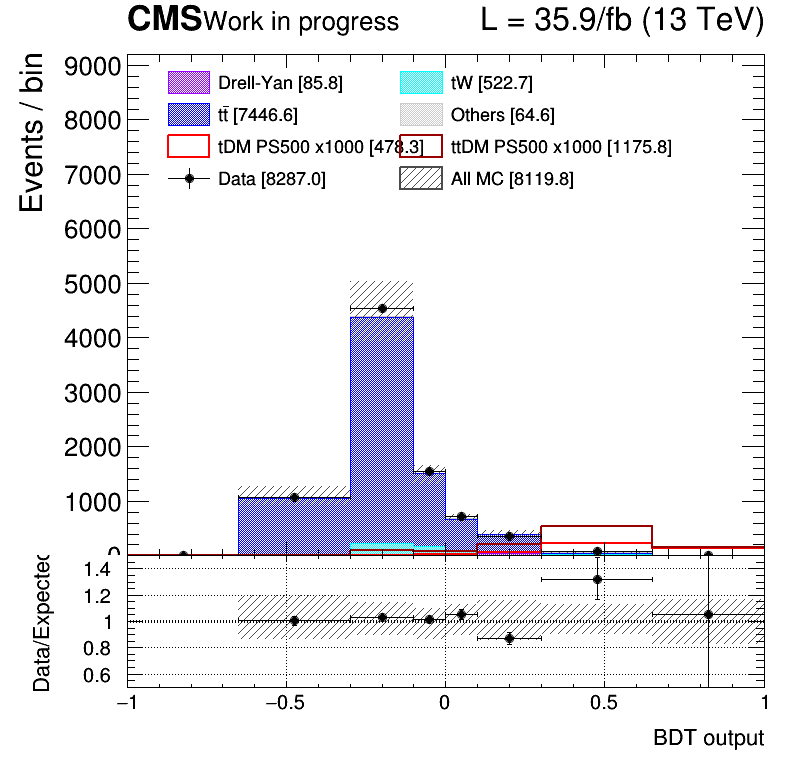 CMS Work in progress L = 35.9/fb (13 TeV)
Events / bin
9000
8000
7000
6000
5000
4000
3000
2000
1000
0
Drell-Yan [85.8] tW [522.7]
tt̄ [7446.6] Others [64.6]
tDM PS500 x1000 [478.3] ttDM PS500 x1000 [1175.8]
Data [8287.0] All MC [8119.8]
Data/Expected
1.4
1.2
1
0.8
0.6
−1 −0.5 0 0.5 1
BDT output